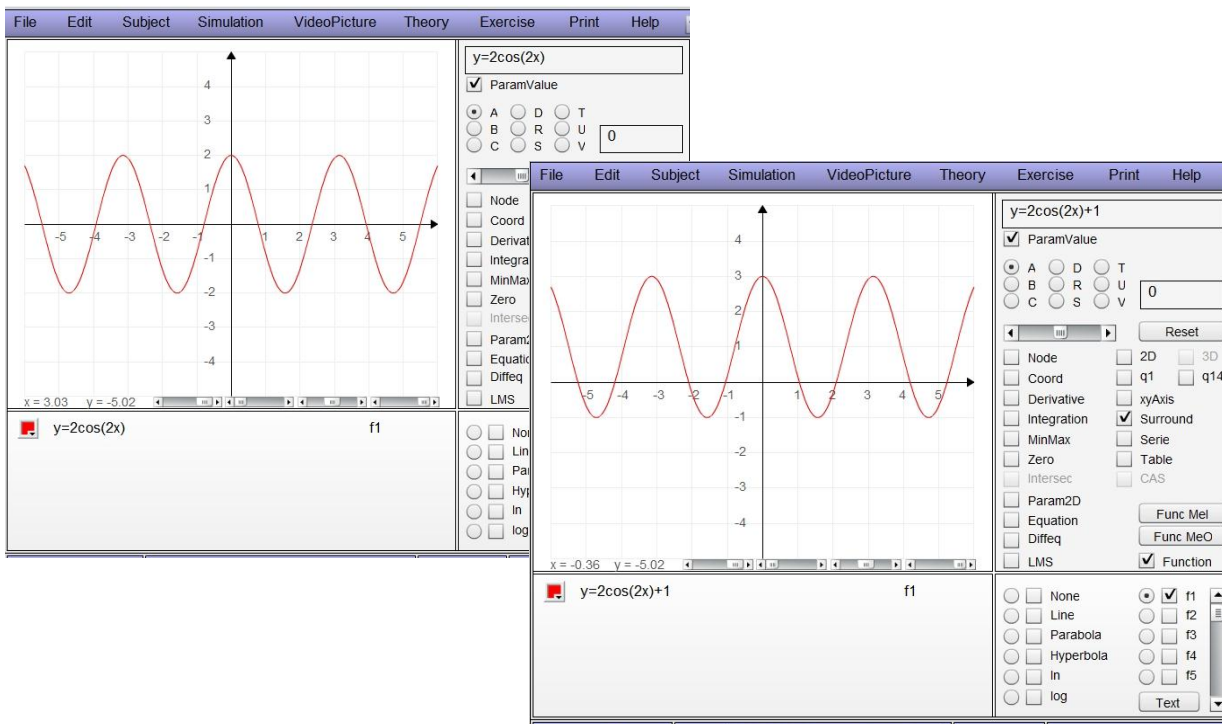 File Edit Subject Simulation VideoPicture Theory Exercise Print Help
y=2cos(2x)
ParamValue
A D T
B R U
C S V
0
4
3
2
1
-5 -4 -3 -2 -1 1 2 3 4 5
-1
-2
-3
-4
x = 3.03 y = -5.02
Node
Coord
Derivat
Integra
MinMax
Zero
Interse
Param2
Equatio
Diffeq
LMS
y=2cos(2x) f1
Non
Lin
Pa
Hyp
ln
log
File Edit Subject Simulation VideoPicture Theory Exercise Print Help
y=2cos(2x)+1
ParamValue
A D T
B R U
C S V
0
Reset
4
3
2
1
-5 -4 -3 -2 -1 1 2 3 4 5
-1
-2
-3
-4
x = -0.36 y = -5.02
Node 2D 3D
Coord q1 q14
Derivative xyAxis
Integration Surround
MinMax Serie
Zero Table
Intersec CAS
Param2D
Equation Func Mel
Diffeq Func MeO
LMS Function
y=2cos(2x)+1 f1
None f1
Line f2
Parabola f3
Hyperbola f4
ln f5
log Text